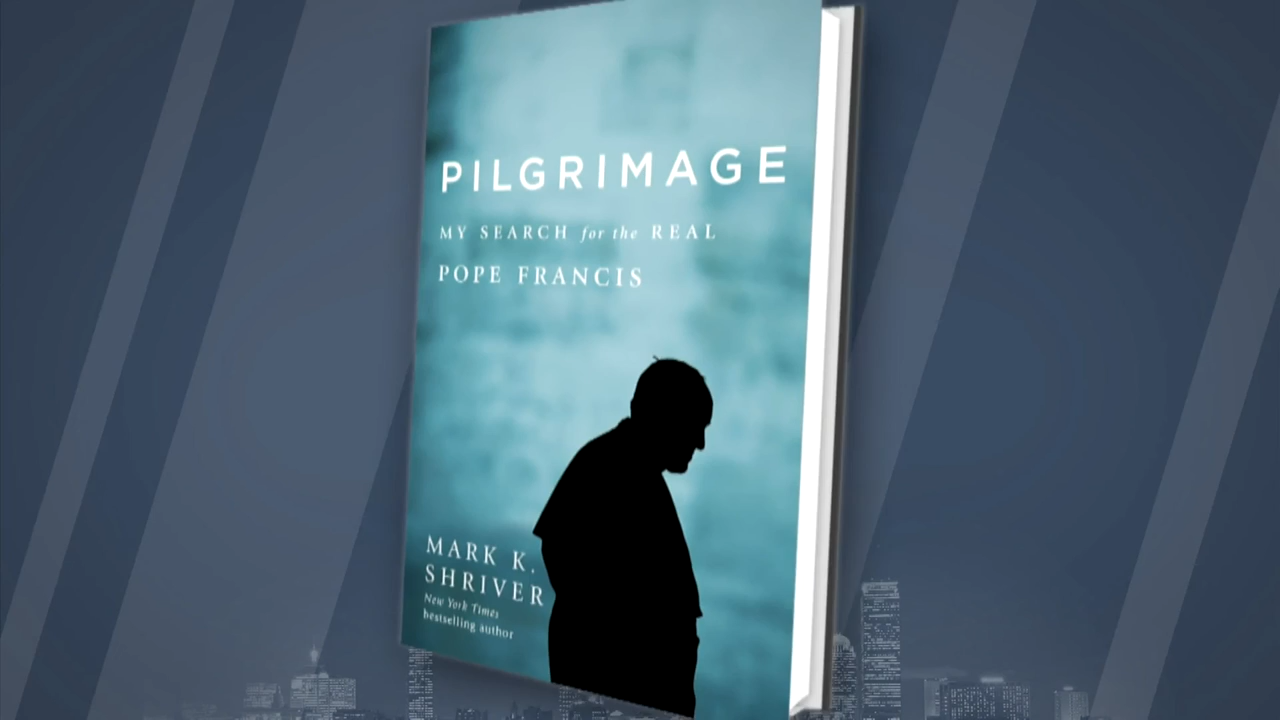 PILGRIMAGE
MY SEARCH for the REAL
POPE FRANCIS
MARK K.
SHRIVER
New York Times
bestselling author